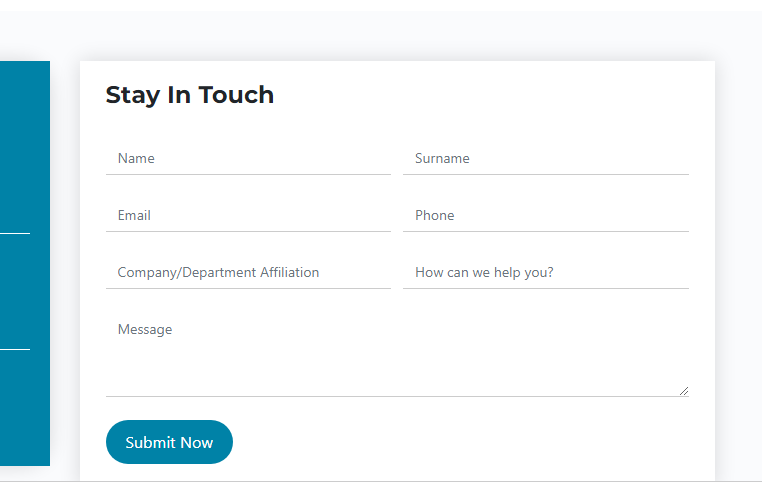 Stay In Touch
Name
Surname
Email
Phone
Company/Department Affiliation
How can we help you?
Message
Submit Now